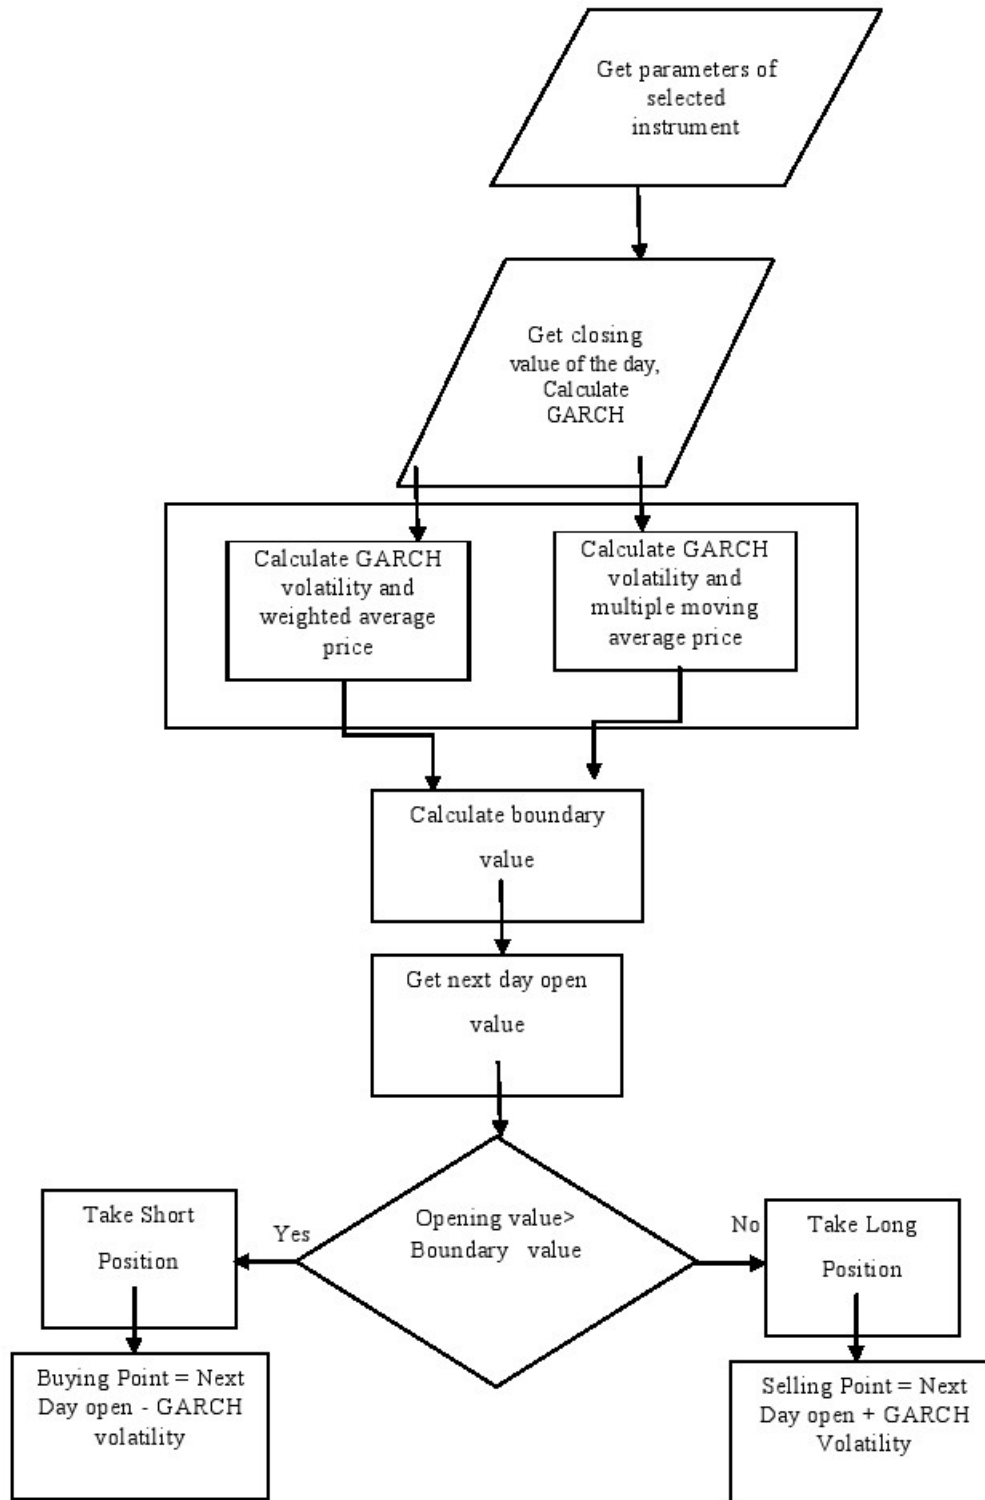 Get parameters of
selected
instrument
Get closing
value of the day,
Calculate
GARCH
Calculate GARCH
volatility and
weighted average
price
Calculate GARCH
volatility and
multiple moving
average price
Calculate boundary
value
Get next day open
value
Opening value>
Boundary value
Yes
No
Take Short
Position
Take Long
Position
Buying Point = Next
Day open - GARCH
volatility
Selling Point = Next
Day open + GARCH
Volatility